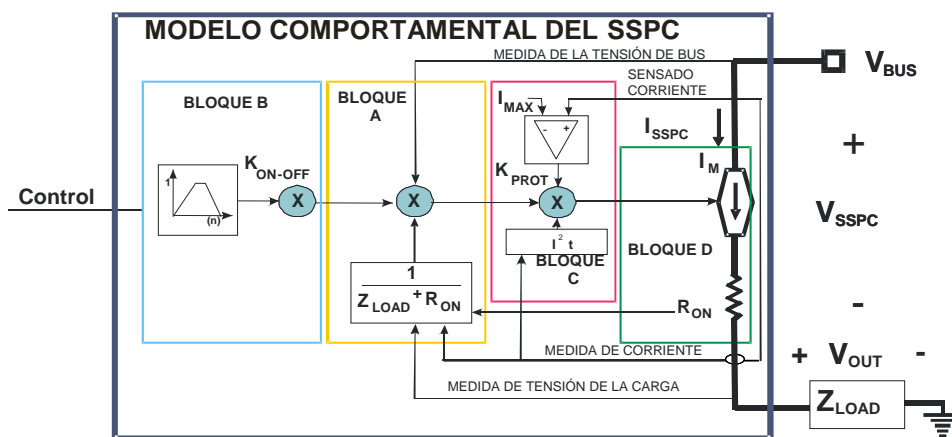 MODELO COMPORTAMENTAL DEL SSPC
MEDIDA DE LA TENSIÓN DE BUS
V_BUS
SENSADO
CORRIENTE
BLOQUE B
BLOQUE
A
I_MAX
- +
I_SSPC
+
K_ON-OFF
1
(n)
X
X
K_PROT
X
I_M
Control
V_SSPC
I² t
BLOQUE
C
BLOQUE D
1
Z_LOAD + R_ON
R_ON
-
MEDIDA DE CORRIENTE
+ V_OUT -
MEDIDA DE TENSIÓN DE LA CARGA
Z_LOAD